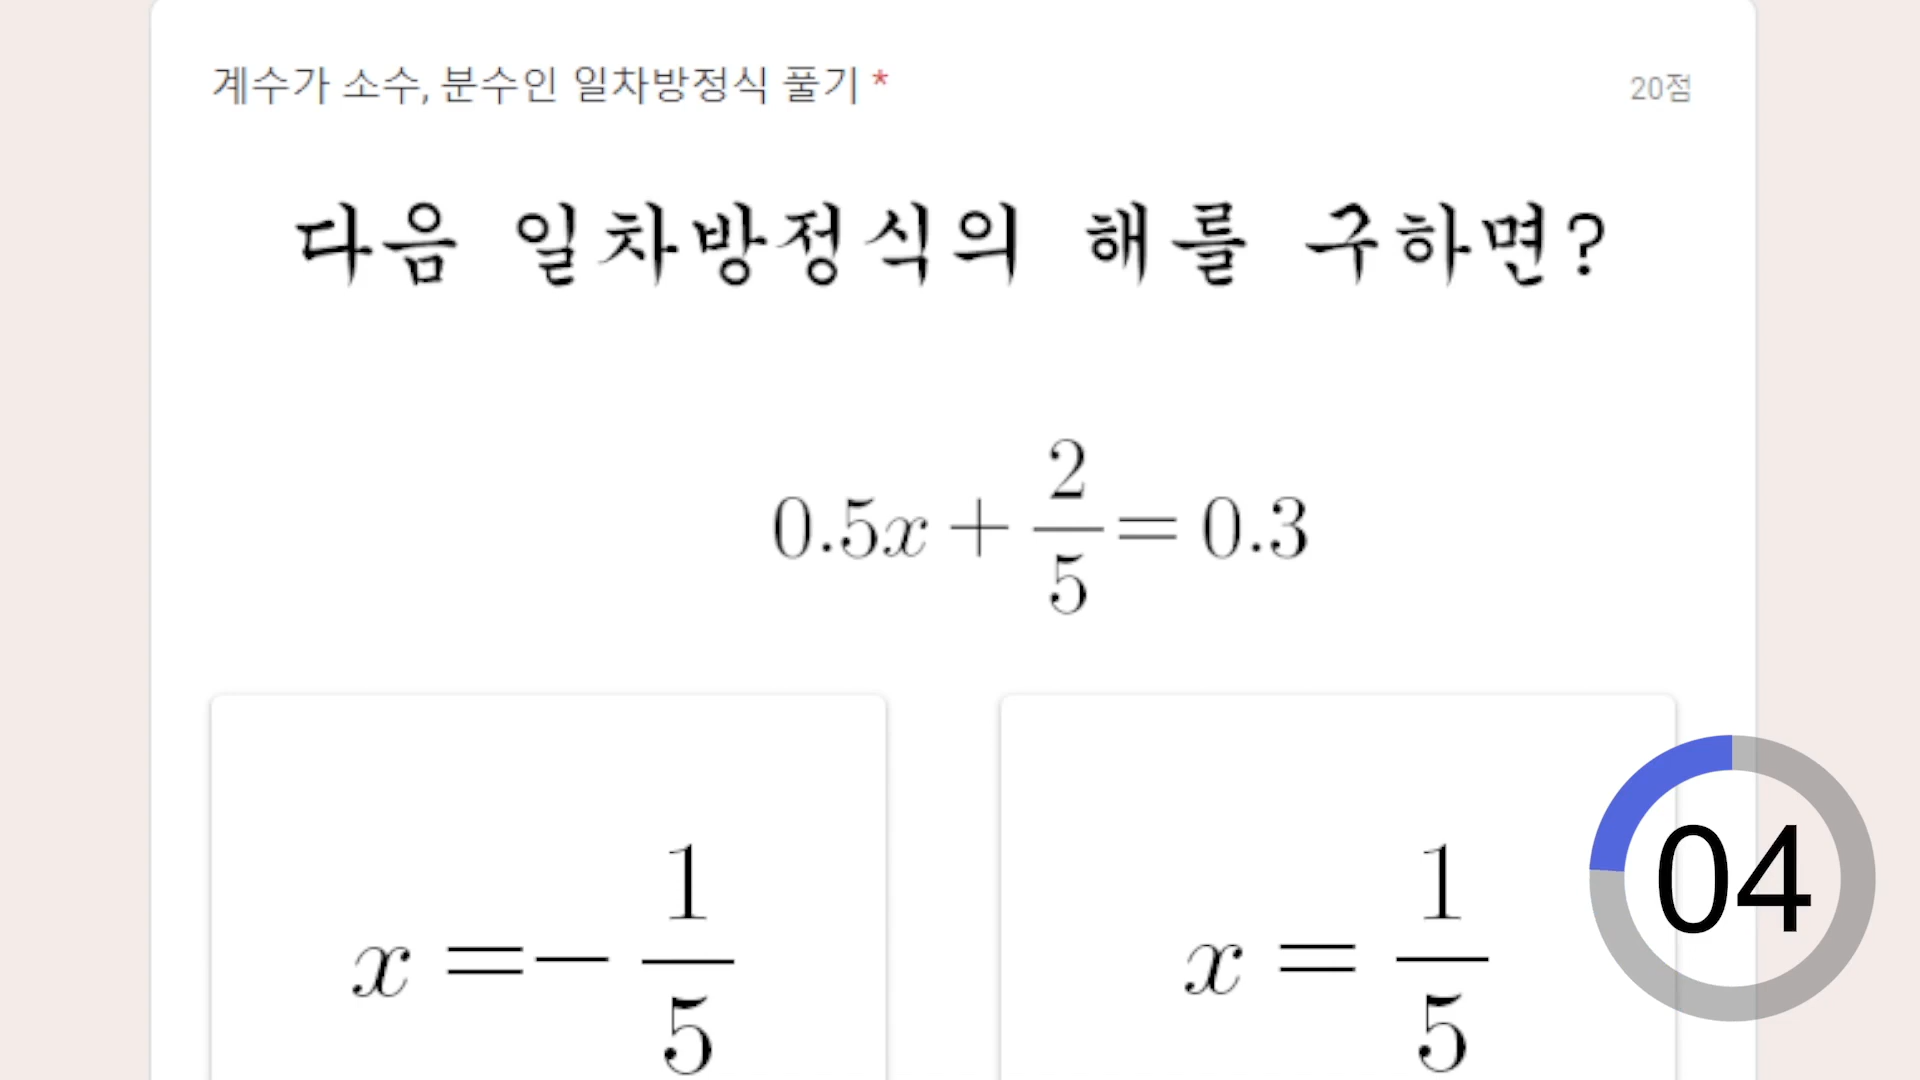 계수가 소수, 분수인 일차방정식 풀기 * 20점
다음 일차방정식의 해를 구하면?
0.5x + 2/5 = 0.3
x = - 1/5
x = 1/5
04